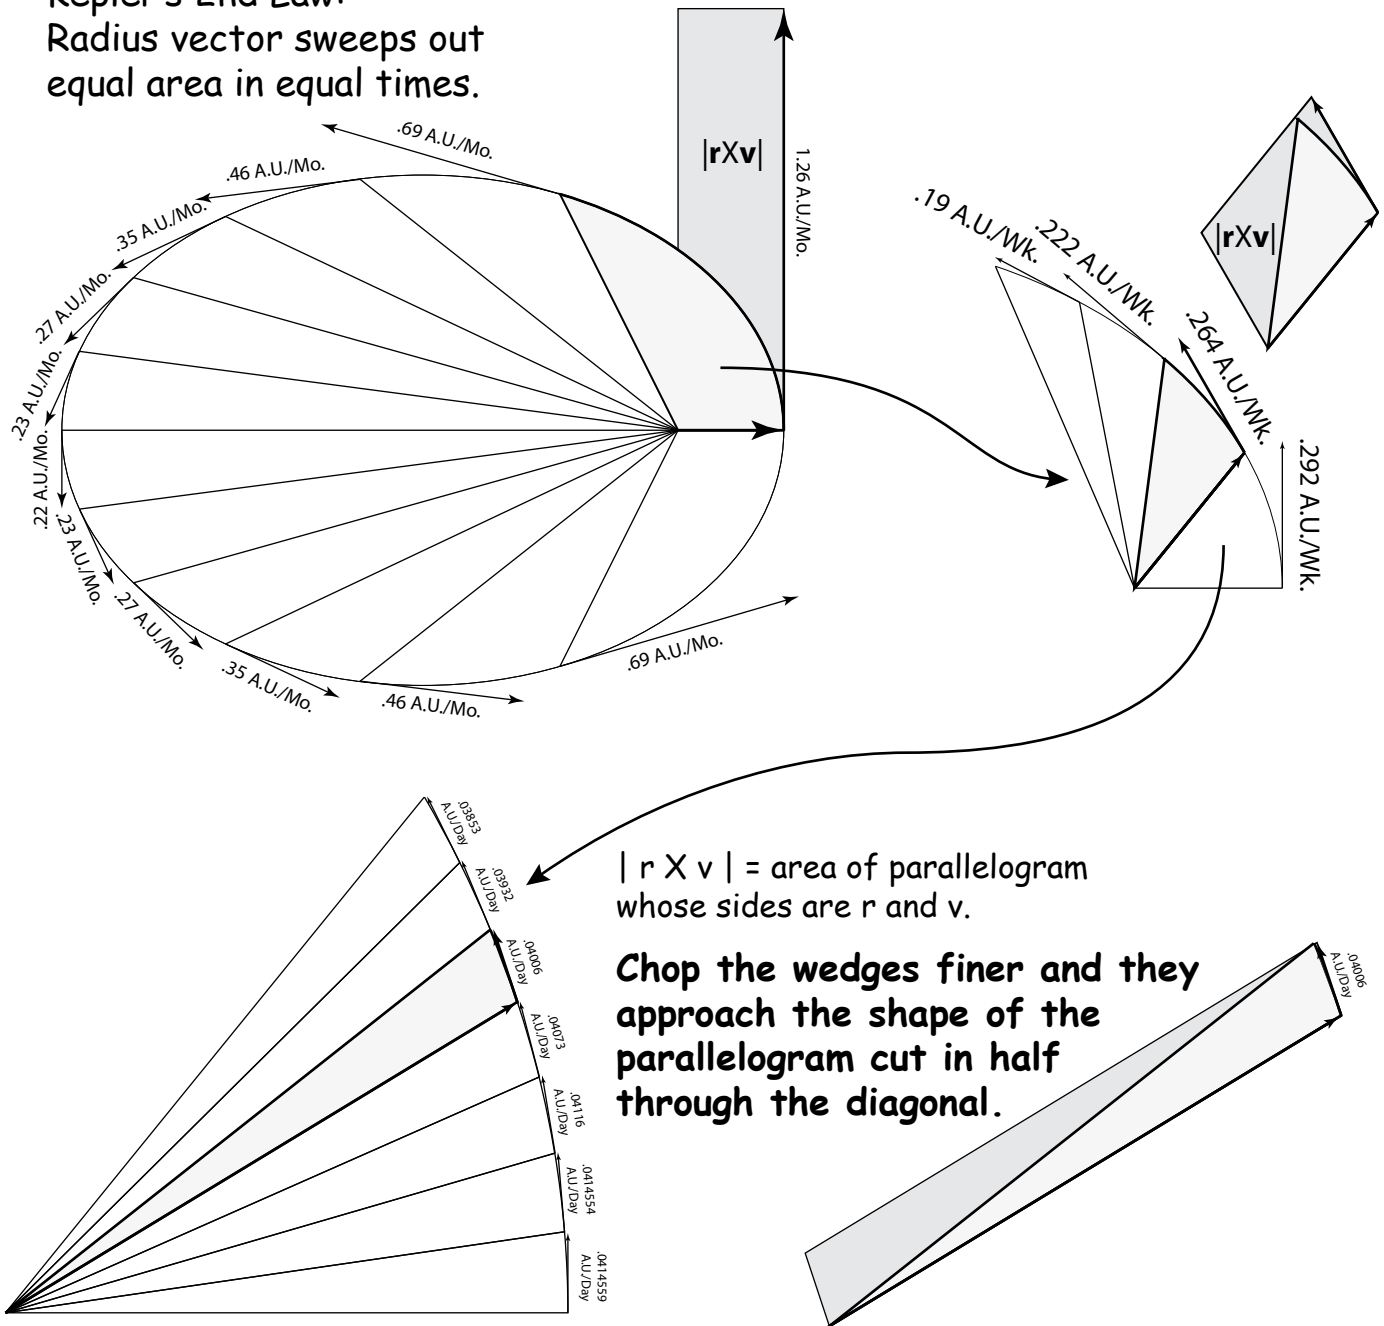 Radius vector sweeps out
equal area in equal times.
.69 A.U./Mo.
.46 A.U./Mo.
.35 A.U./Mo.
.27 A.U./Mo.
.23 A.U./Mo.
.22 A.U./Mo.
.23 A.U./Mo.
.27 A.U./Mo.
.35 A.U./Mo.
.46 A.U./Mo.
.69 A.U./Mo.
|rXv|
1.26 A.U./Mo.
.19 A.U./Wk.
.222 A.U./Wk.
.264 A.U./Wk.
.292 A.U./Wk.
|rXv|
.03853
A.U./Day
.03932
A.U./Day
.04006
A.U./Day
.04073
A.U./Day
.04116
A.U./Day
.0414554
A.U./Day
.0414559
A.U./Day
| r X v | = area of parallelogram
whose sides are r and v.
Chop the wedges finer and they
approach the shape of the
parallelogram cut in half
through the diagonal.
.04006
A.U./Day